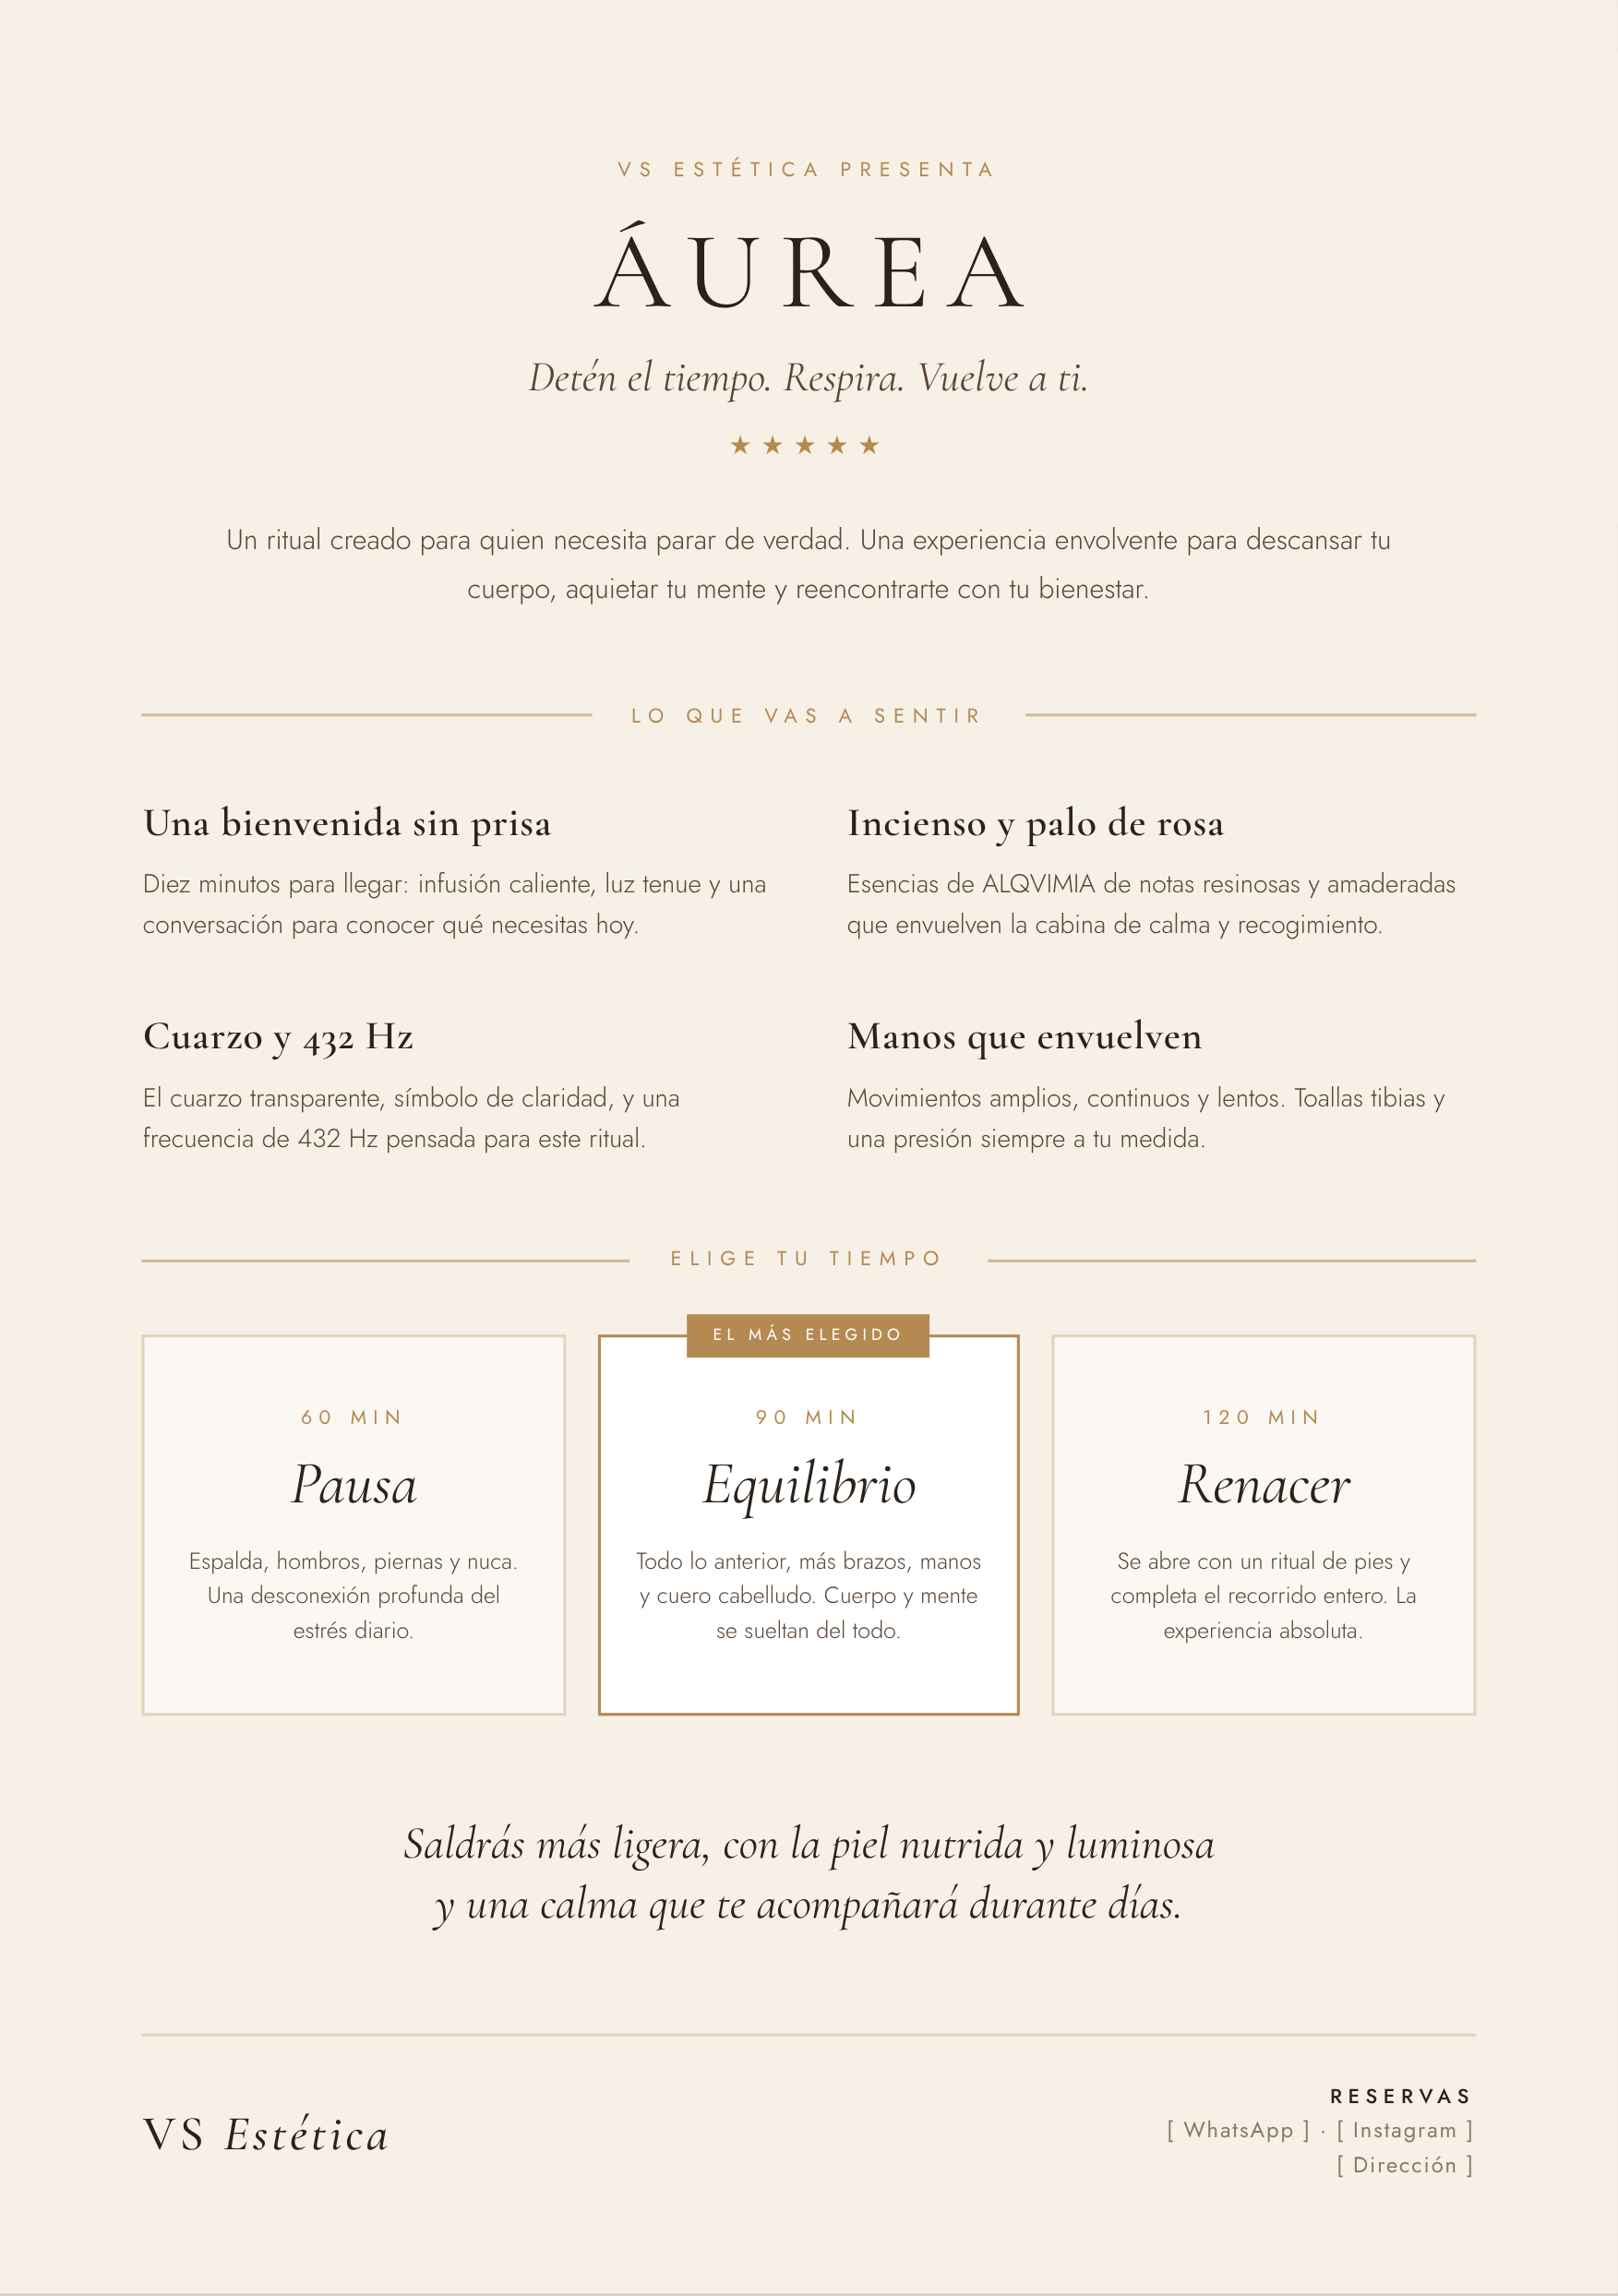 VS ESTÉTICA PRESENTA
ÁUREA
Detén el tiempo. Respira. Vuelve a ti.
★★★★★
Un ritual creado para quien necesita parar de verdad. Una experiencia envolvente para descansar tu
cuerpo, aquietar tu mente y reencontrarte con tu bienestar.
LO QUE VAS A SENTIR
Una bienvenida sin prisa
Diez minutos para llegar: infusión caliente, luz tenue y una
conversación para conocer qué necesitas hoy.
Incienso y palo de rosa
Esencias de ALQVIMIA de notas resinosas y amaderadas
que envuelven la cabina de calma y recogimiento.
Cuarzo y 432 Hz
El cuarzo transparente, símbolo de claridad, y una
frecuencia de 432 Hz pensada para este ritual.
Manos que envuelven
Movimientos amplios, continuos y lentos. Toallas tibias y
una presión siempre a tu medida.
ELIGE TU TIEMPO
60 MIN
Pausa
Espalda, hombros, piernas y nuca.
Una desconexión profunda del
estrés diario.
EL MÁS ELEGIDO
90 MIN
Equilibrio
Todo lo anterior, más brazos, manos
y cuero cabelludo. Cuerpo y mente
se sueltan del todo.
120 MIN
Renacer
Se abre con un ritual de pies y
completa el recorrido entero. La
experiencia absoluta.
Saldrás más ligera, con la piel nutrida y luminosa
y una calma que te acompañará durante días.
VS Estética
RESERVAS
[ WhatsApp ] · [ Instagram ]
[ Dirección ]